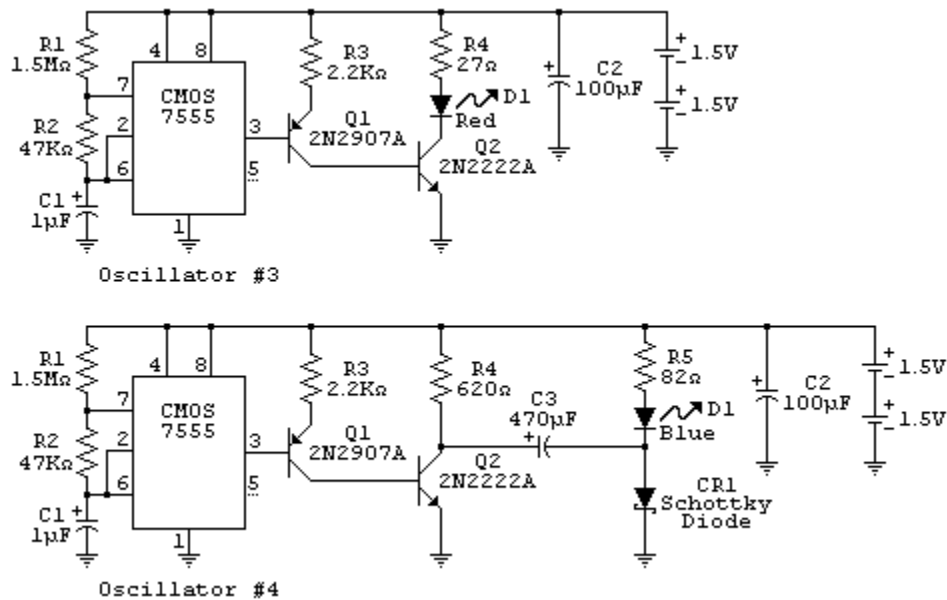 R1
1.5MΩ
4
8
R3
2.2KΩ
R4
27Ω
C2
100µF
1.5V
1.5V
7
CMOS
7555
D1
Red
R2
47KΩ
2
3
Q1
2N2907A
Q2
2N2222A
6
5
C1
1µF
1
Oscillator #3
R1
1.5MΩ
4
8
R3
2.2KΩ
R4
620Ω
R5
82Ω
C2
100µF
1.5V
1.5V
7
CMOS
7555
C3
470µF
D1
Blue
R2
47KΩ
2
3
Q1
2N2907A
Q2
2N2222A
6
5
CR1
Schottky
Diode
C1
1µF
1
Oscillator #4